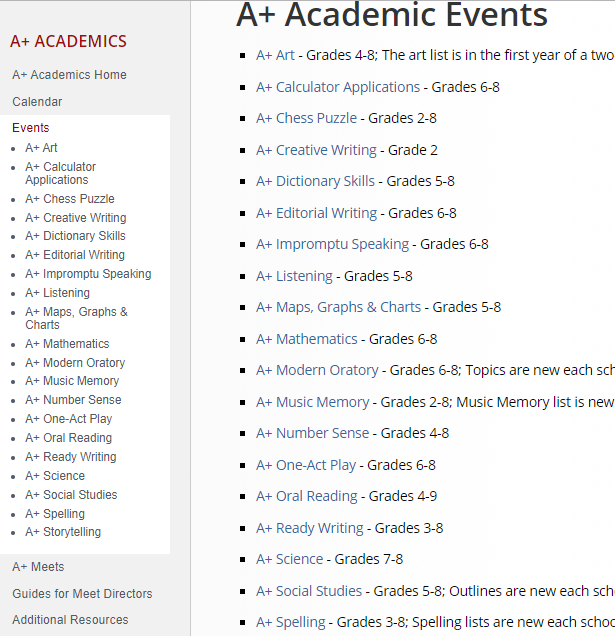 A+ ACADEMICS
A+ Academics Home
Calendar
Events
A+ Art
A+ Calculator
Applications
A+ Chess Puzzle
A+ Creative Writing
A+ Dictionary Skills
A+ Editorial Writing
A+ Impromptu Speaking
A+ Listening
A+ Maps, Graphs &
Charts
A+ Mathematics
A+ Modern Oratory
A+ Music Memory
A+ Number Sense
A+ One-Act Play
A+ Oral Reading
A+ Ready Writing
A+ Science
A+ Social Studies
A+ Spelling
A+ Storytelling
A+ Meets
Guides for Meet Directors
Additional Resources
A+ Academic Events
A+ Art - Grades 4-8; The art list is in the first year of a two
A+ Calculator Applications - Grades 6-8
A+ Chess Puzzle - Grades 2-8
A+ Creative Writing - Grade 2
A+ Dictionary Skills - Grades 5-8
A+ Editorial Writing - Grades 6-8
A+ Impromptu Speaking - Grades 6-8
A+ Listening - Grades 5-8
A+ Maps, Graphs & Charts - Grades 5-8
A+ Mathematics - Grades 6-8
A+ Modern Oratory - Grades 6-8; Topics are new each sch
A+ Music Memory - Grades 2-8; Music Memory list is new
A+ Number Sense - Grades 4-8
A+ One-Act Play - Grades 6-8
A+ Oral Reading - Grades 4-9
A+ Ready Writing - Grades 3-8
A+ Science - Grades 7-8
A+ Social Studies - Grades 5-8; Outlines are new each sch
A+ Spelling - Grades 3-8; Spelling lists are new each schoo